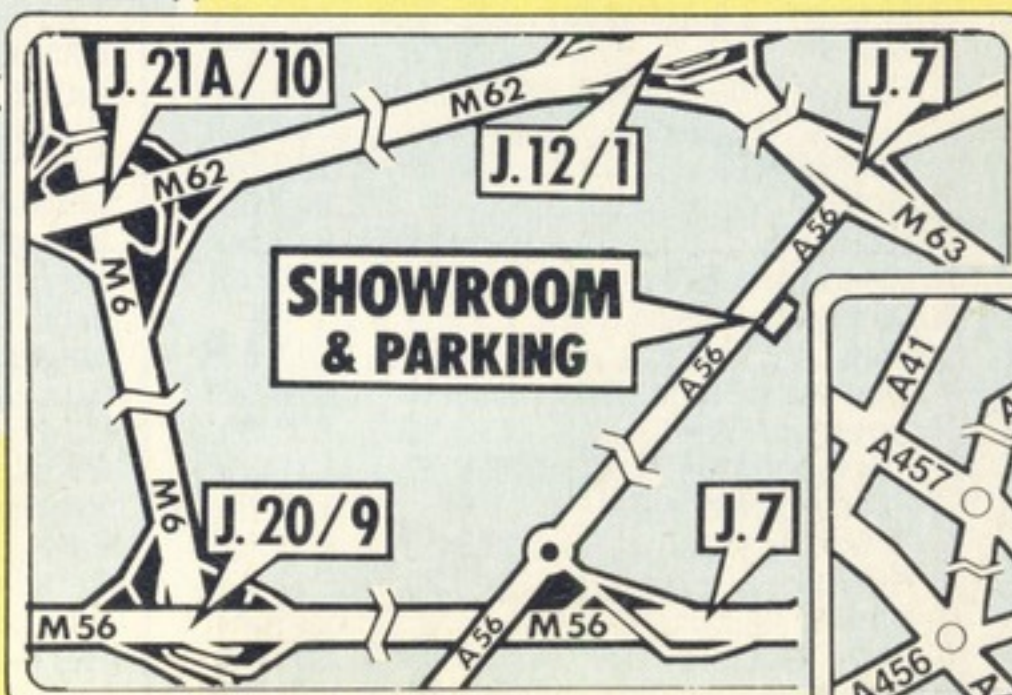 J. 21A/10
M62
J. 7
J. 12/1
M62
A56
M63
M6
SHOWROOM
& PARKING
A56
A41
A457
M6
J. 20/9
J. 7
M56
A56
M56
A456